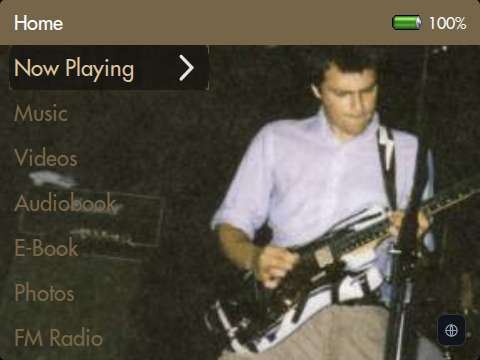 Home
100%
Now Playing
Music
Videos
Audiobook
E-Book
Photos
FM Radio